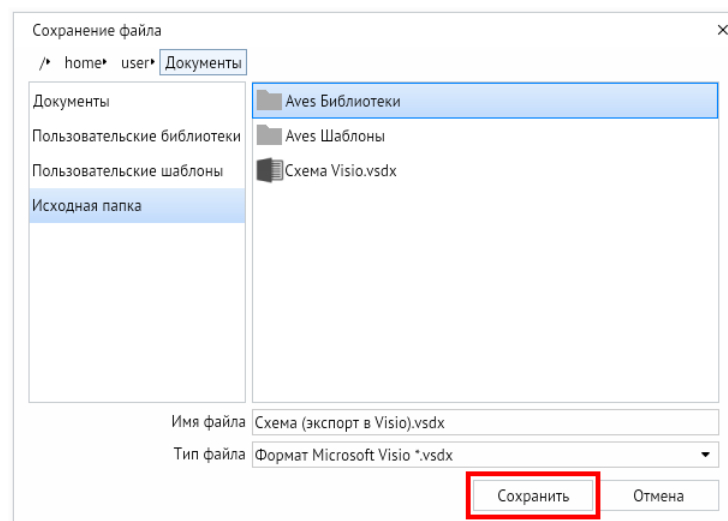 Сохранение файла
/ home user Документы
Документы
Пользовательские библиотеки
Пользовательские шаблоны
Исходная папка
Aves Библиотеки
Aves Шаблоны
Схема Visio.vsdx
Имя файла Схема (экспорт в Visio).vsdx
Тип файла Формат Microsoft Visio *.vsdx
Сохранить Отмена